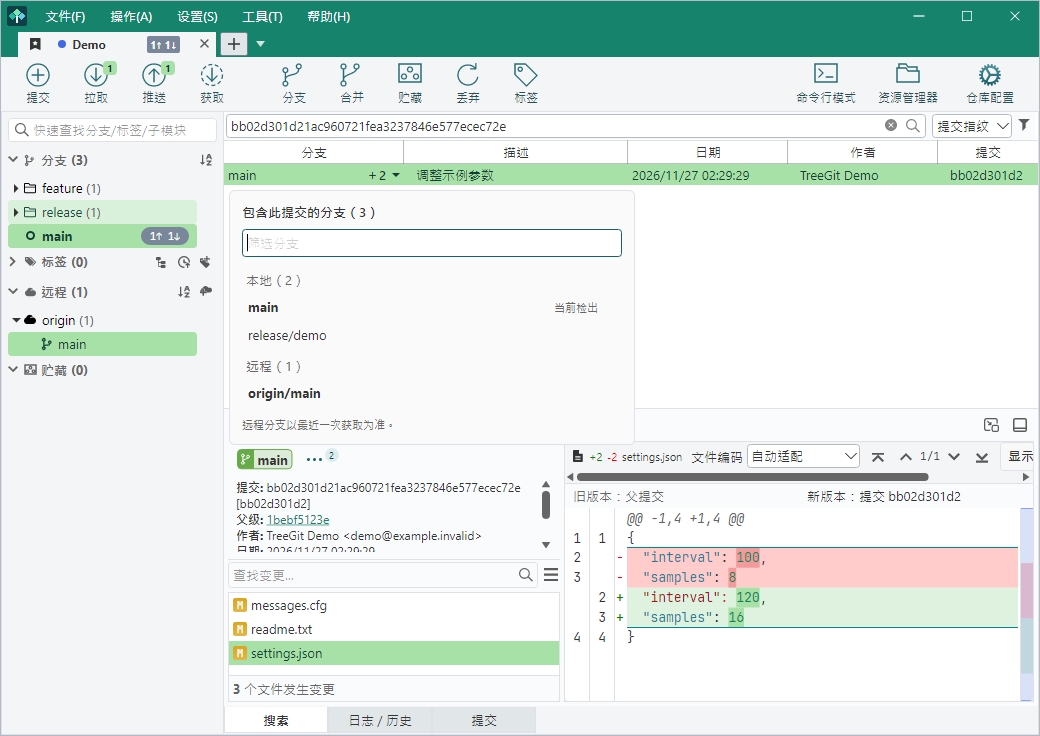 文件(F) 操作(A) 设置(S) 工具(T) 帮助(H)
Demo 1↑ 1↓
提交 拉取 1 推送 1 获取 分支 合并 贮藏 丢弃 标签 命令行模式 资源管理器 仓库配置
快速查找分支/标签/子模块
分支 (3)
feature (1)
release (1)
main 1↑ 1↓
标签 (0)
远程 (1)
origin (1)
main
贮藏 (0)
bb02d301d21ac960721fea3237846e577ecec72e 提交指纹
分支 描述 日期 作者 提交
main +2 调整示例参数 2026/11/27 02:29:29 TreeGit Demo bb02d301d2
包含此提交的分支（3）
筛选分支
本地（2）
main 当前检出
release/demo
远程（1）
origin/main
远程分支以最近一次获取为准。
main ••• 2
提交: bb02d301d21ac960721fea3237846e577ecec72e
[bb02d301d2]
父级: 1bebf5123e
作者: TreeGit Demo <demo@example.invalid>
日期: 2026/11/27 02:29:29
查找变更...
M messages.cfg
M readme.txt
M settings.json
3 个文件发生变更
+2 -2 settings.json 文件编码 自动适配 1/1 显示
旧版本：父提交 新版本：提交 bb02d301d2
@@ -1,4 +1,4 @@
1 1 {
2 - "interval": 100,
3 - "samples": 8
2 + "interval": 120,
3 + "samples": 16
4 4 }
搜索 日志 / 历史 提交